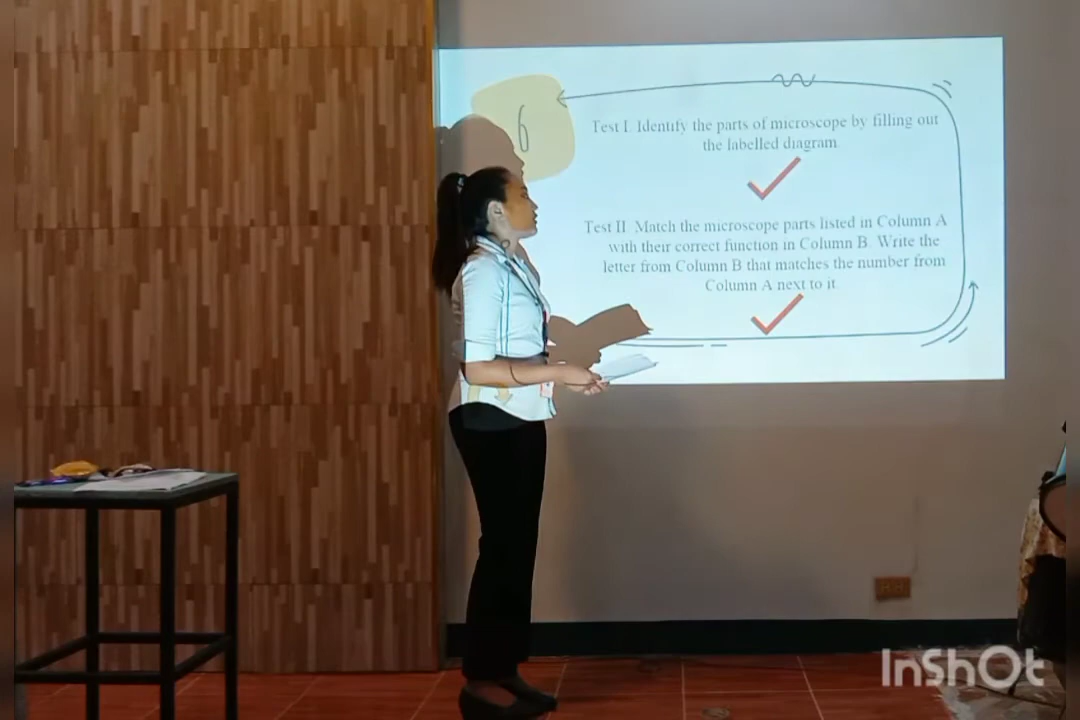 6
Test I. Identify the parts of microscope by filling out
the labelled diagram.
Test II Match the microscope parts listed in Column A
with their correct function in Column B. Write the
letter from Column B that matches the number from
Column A next to it
InShOt